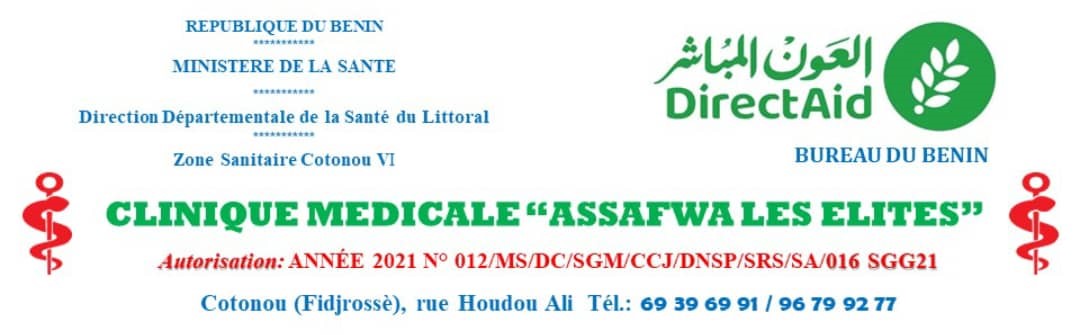 REPUBLIQUE DU BENIN
***********
MINISTERE DE LA SANTE
***********
Direction Départementale de la Santé du Littoral
***********
Zone Sanitaire Cotonou VI
العون المباشر
DirectAid
BUREAU DU BENIN
CLINIQUE MEDICALE “ASSAFWA LES ELITES”
Autorisation: ANNÉE 2021 N° 012/MS/DC/SGM/CCJ/DNSP/SRS/SA/016 SGG21
Cotonou (Fidjrossè), rue Houdou Ali Tél.: 69 39 69 91 / 96 79 92 77